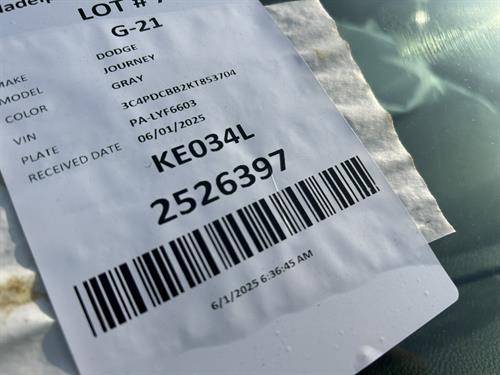 LOT #
G-21
MAKE DODGE
MODEL JOURNEY
COLOR GRAY
VIN 3C4PDCBB2KT853704
PLATE PA-LYF6603
RECEIVED DATE 06/01/2025
KE034L
2526397
6/1/2025 6:36:45 AM